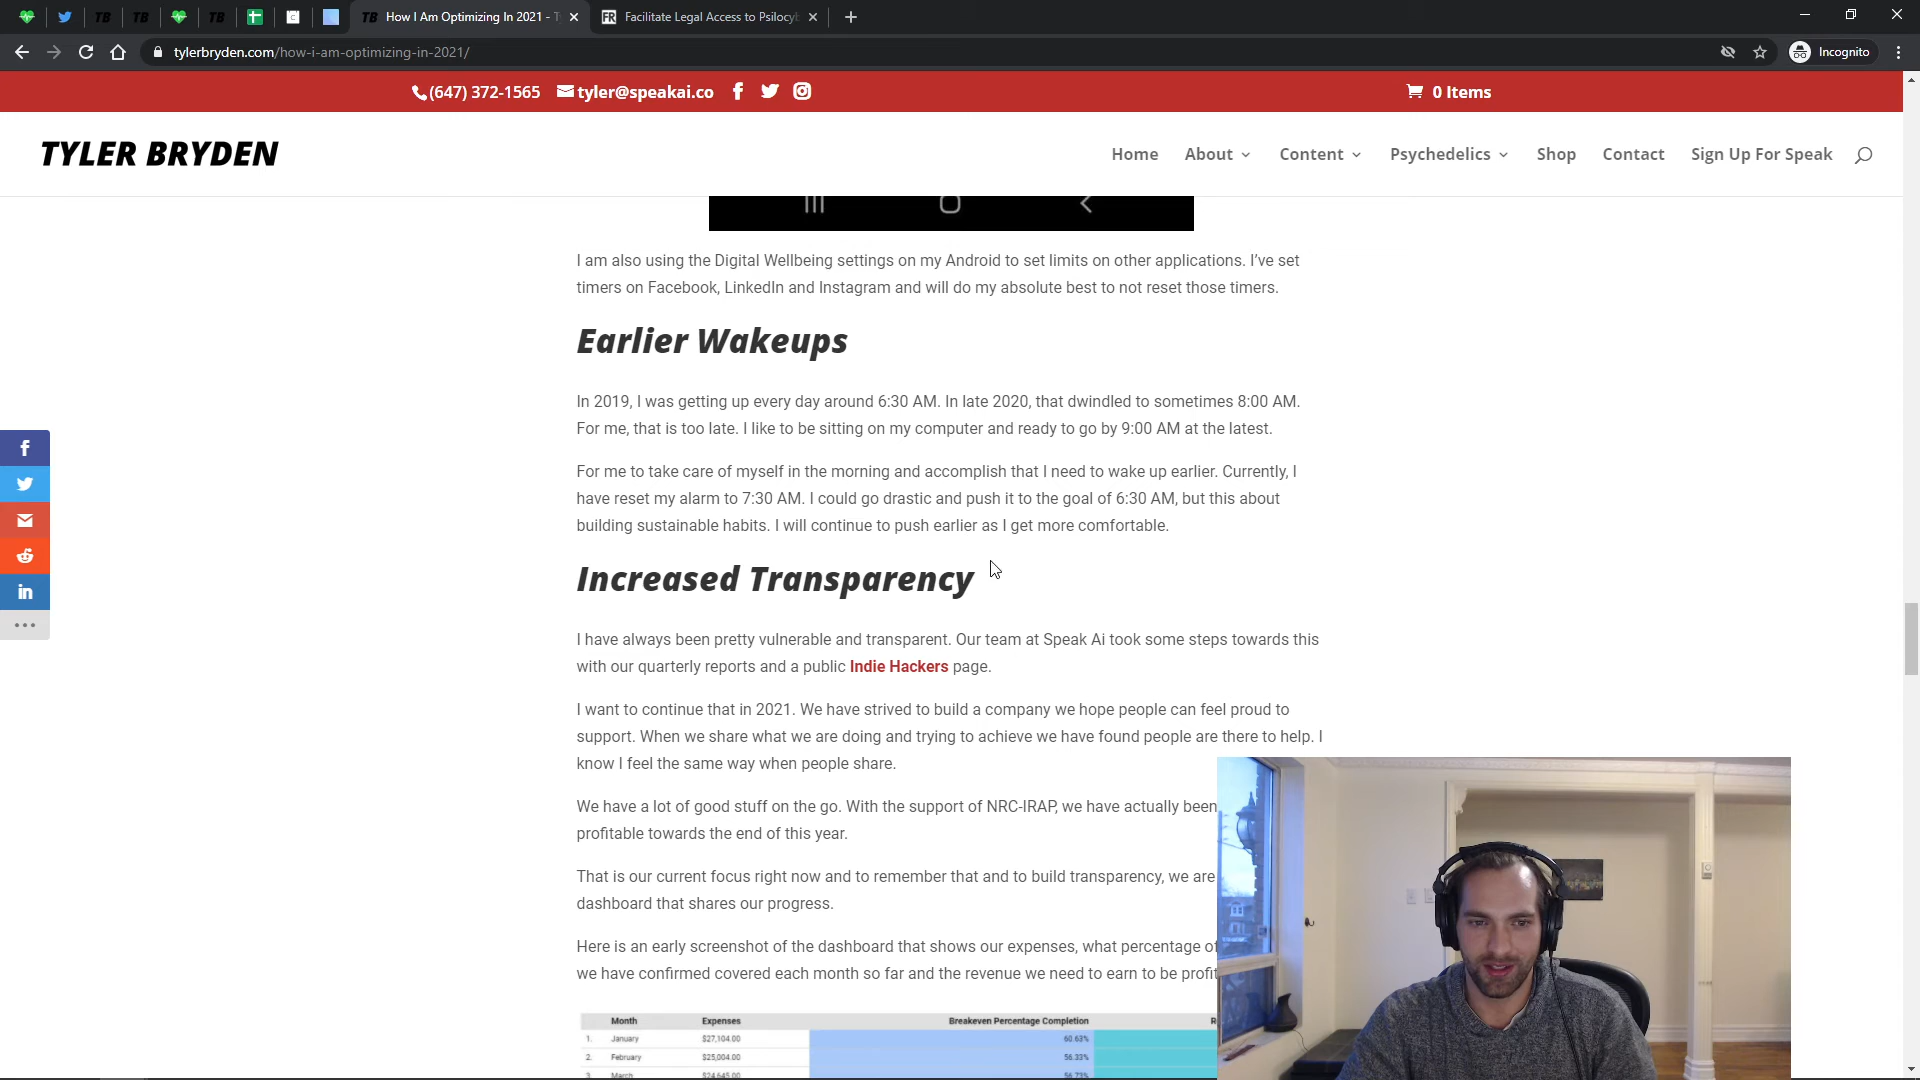 How I Am Optimizing In 2021 - T
Facilitate Legal Access to Psilocyb
tylerbryden.com/how-i-am-optimizing-in-2021/
Incognito
(647) 372-1565
tyler@speakai.co
0 Items
TYLER BRYDEN
Home
About
Content
Psychedelics
Shop
Contact
Sign Up For Speak
I am also using the Digital Wellbeing settings on my Android to set limits on other applications. I’ve set
timers on Facebook, LinkedIn and Instagram and will do my absolute best to not reset those timers.
Earlier Wakeups
In 2019, I was getting up every day around 6:30 AM. In late 2020, that dwindled to sometimes 8:00 AM.
For me, that is too late. I like to be sitting on my computer and ready to go by 9:00 AM at the latest.
For me to take care of myself in the morning and accomplish that I need to wake up earlier. Currently, I
have reset my alarm to 7:30 AM. I could go drastic and push it to the goal of 6:30 AM, but this about
building sustainable habits. I will continue to push earlier as I get more comfortable.
Increased Transparency
I have always been pretty vulnerable and transparent. Our team at Speak Ai took some steps towards this
with our quarterly reports and a public Indie Hackers page.
I want to continue that in 2021. We have strived to build a company we hope people can feel proud to
support. When we share what we are doing and trying to achieve we have found people are there to help. I
know I feel the same way when people share.
We have a lot of good stuff on the go. With the support of NRC-IRAP, we have actually been
profitable towards the end of this year.
That is our current focus right now and to remember that and to build transparency, we are
dashboard that shares our progress.
Here is an early screenshot of the dashboard that shows our expenses, what percentage of
we have confirmed covered each month so far and the revenue we need to earn to be profit
Month Expenses Breakeven Percentage Completion R
1. January $27,104.00 60.63%
2. February $25,004.00 56.33%
3. March $24,645.00 56.73%